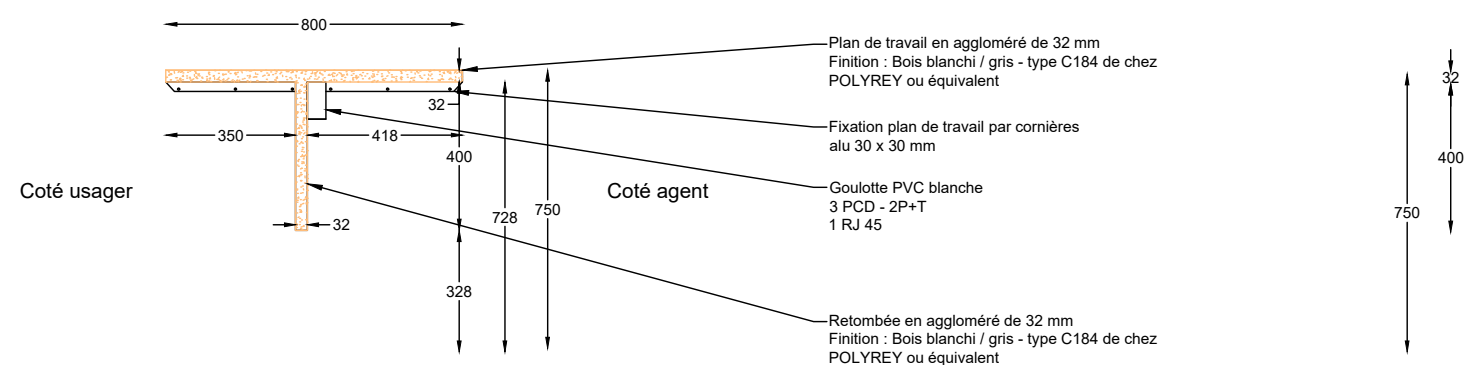 800
Plan de travail en aggloméré de 32 mm
Finition : Bois blanchi / gris - type C184 de chez
POLYREY ou équivalent
32
32
350
418
Fixation plan de travail par cornières
alu 30 x 30 mm
400
400
Coté usager
Coté agent
Goulotte PVC blanche
3 PCD - 2P+T
1 RJ 45
32
728
750
750
328
Retombée en aggloméré de 32 mm
Finition : Bois blanchi / gris - type C184 de chez
POLYREY ou équivalent